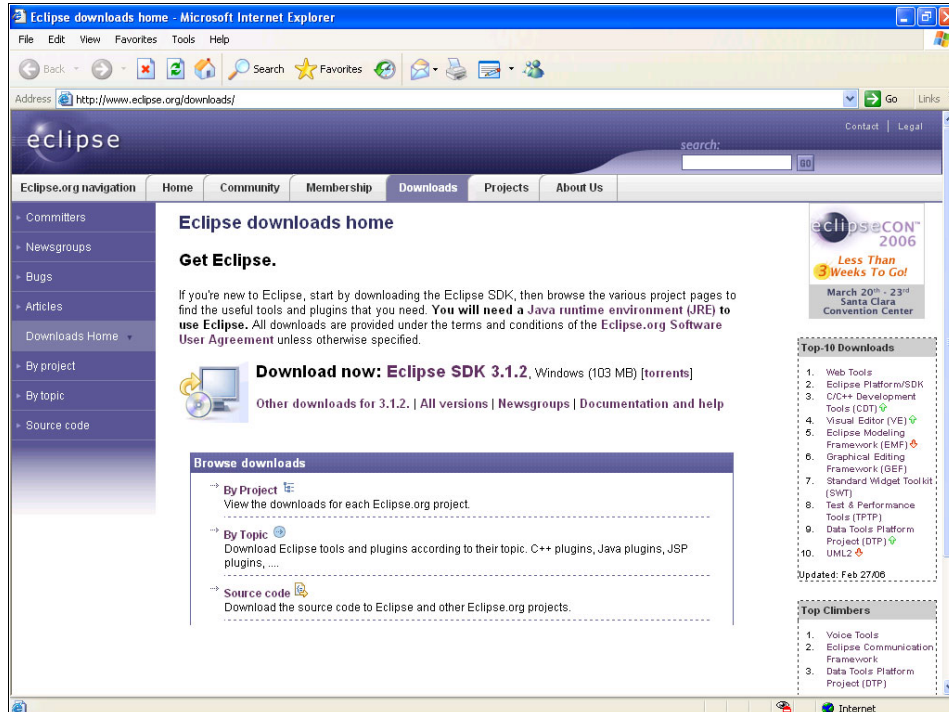 Eclipse downloads home - Microsoft Internet Explorer
File Edit View Favorites Tools Help
Back Search Favorites
Address http://www.eclipse.org/downloads/ Go Links
eclipse
Contact | Legal
search:
GO
Eclipse.org navigation Home Community Membership Downloads Projects About Us
Committers
Newsgroups
Bugs
Articles
Downloads Home
By project
By topic
Source code
Eclipse downloads home
Get Eclipse.
If you're new to Eclipse, start by downloading the Eclipse SDK, then browse the various project pages to
find the useful tools and plugins that you need. You will need a Java runtime environment (JRE) to
use Eclipse. All downloads are provided under the terms and conditions of the Eclipse.org Software
User Agreement unless otherwise specified.
Download now: Eclipse SDK 3.1.2, Windows (103 MB) [torrents]
Other downloads for 3.1.2. | All versions | Newsgroups | Documentation and help
Browse downloads
By Project
View the downloads for each Eclipse.org project.
By Topic
Download Eclipse tools and plugins according to their topic. C++ plugins, Java plugins, JSP
plugins, ....
Source code
Download the source code to Eclipse and other Eclipse.org projects.
eclipseCON™
2006
Less Than
3 Weeks To Go!
March 20th - 23rd
Santa Clara
Convention Center
Top-10 Downloads
1. Web Tools
2. Eclipse Platform/SDK
3. C/C++ Development
Tools (CDT)
4. Visual Editor (VE)
5. Eclipse Modeling
Framework (EMF)
6. Graphical Editing
Framework (GEF)
7. Standard Widget Toolkit
(SWT)
8. Test & Performance
Tools (TPTP)
9. Data Tools Platform
Project (DTP)
10. UML2
Updated: Feb 27/06
Top Climbers
1. Voice Tools
2. Eclipse Communication
Framework
3. Data Tools Platform
Project (DTP)
Internet